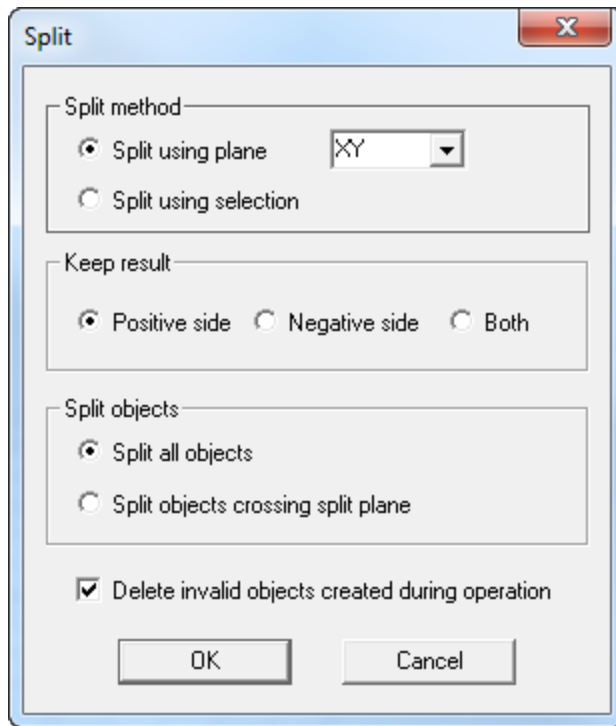 Split
Split method
Split using plane XY
Split using selection
Keep result
Positive side Negative side Both
Split objects
Split all objects
Split objects crossing split plane
Delete invalid objects created during operation
OK Cancel